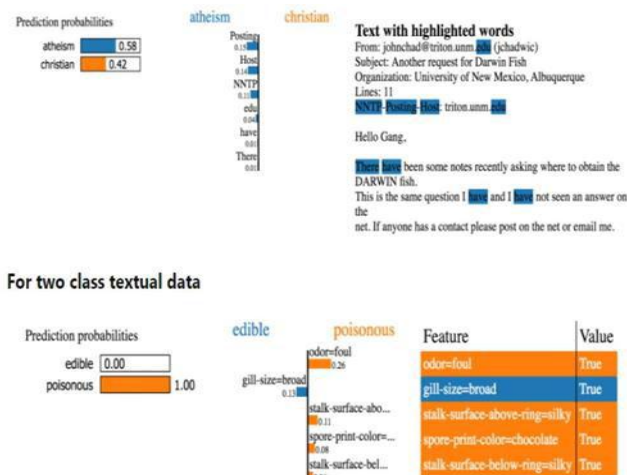 Prediction probabilities
atheism 0.58
christian 0.42
atheism christian
Posting
0.15
Host
0.14
NNTP
0.11
edu
0.04
have
0.01
There
0.01
Text with highlighted words
From: johnchad@triton.unm.edu (jchadwic)
Subject: Another request for Darwin Fish
Organization: University of New Mexico, Albuquerque
Lines: 11
NNTP-Posting-Host: triton.unm.edu
Hello Gang,
There have been some notes recently asking where to obtain the
DARWIN fish.
This is the same question I have and I have not seen an answer on
the
net. If anyone has a contact please post on the net or email me.
For two class textual data
Prediction probabilities
edible 0.00
poisonous 1.00
edible poisonous
odor=foul
0.26
gill-size=broad
0.13
stalk-surface-abo...
0.11
spore-print-color=...
0.08
stalk-surface-bel...
Feature Value
odor=foul True
gill-size=broad True
stalk-surface-above-ring=silky True
spore-print-color=chocolate True
stalk-surface-below-ring=silky True